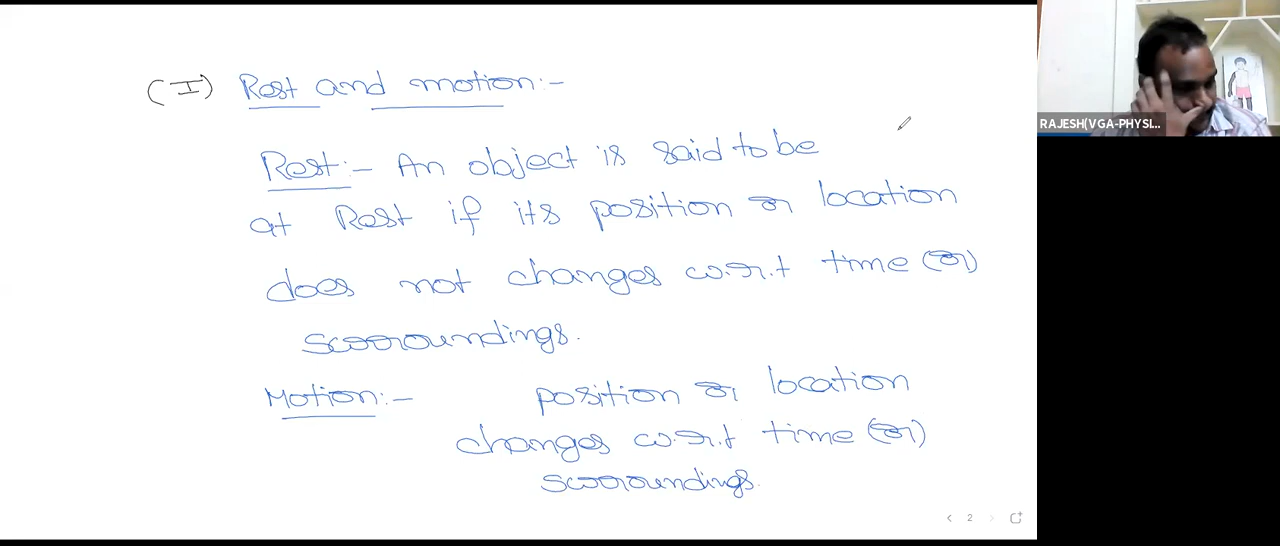 (I) Rest and motion:-
Rest:- An object is said to be
at Rest if its position or location
does not changes w.r.t time (or)
surroundings.
Motion:- position or location
changes w.r.t time (or)
surroundings.
RAJESH(VGA-PHYSI...
2